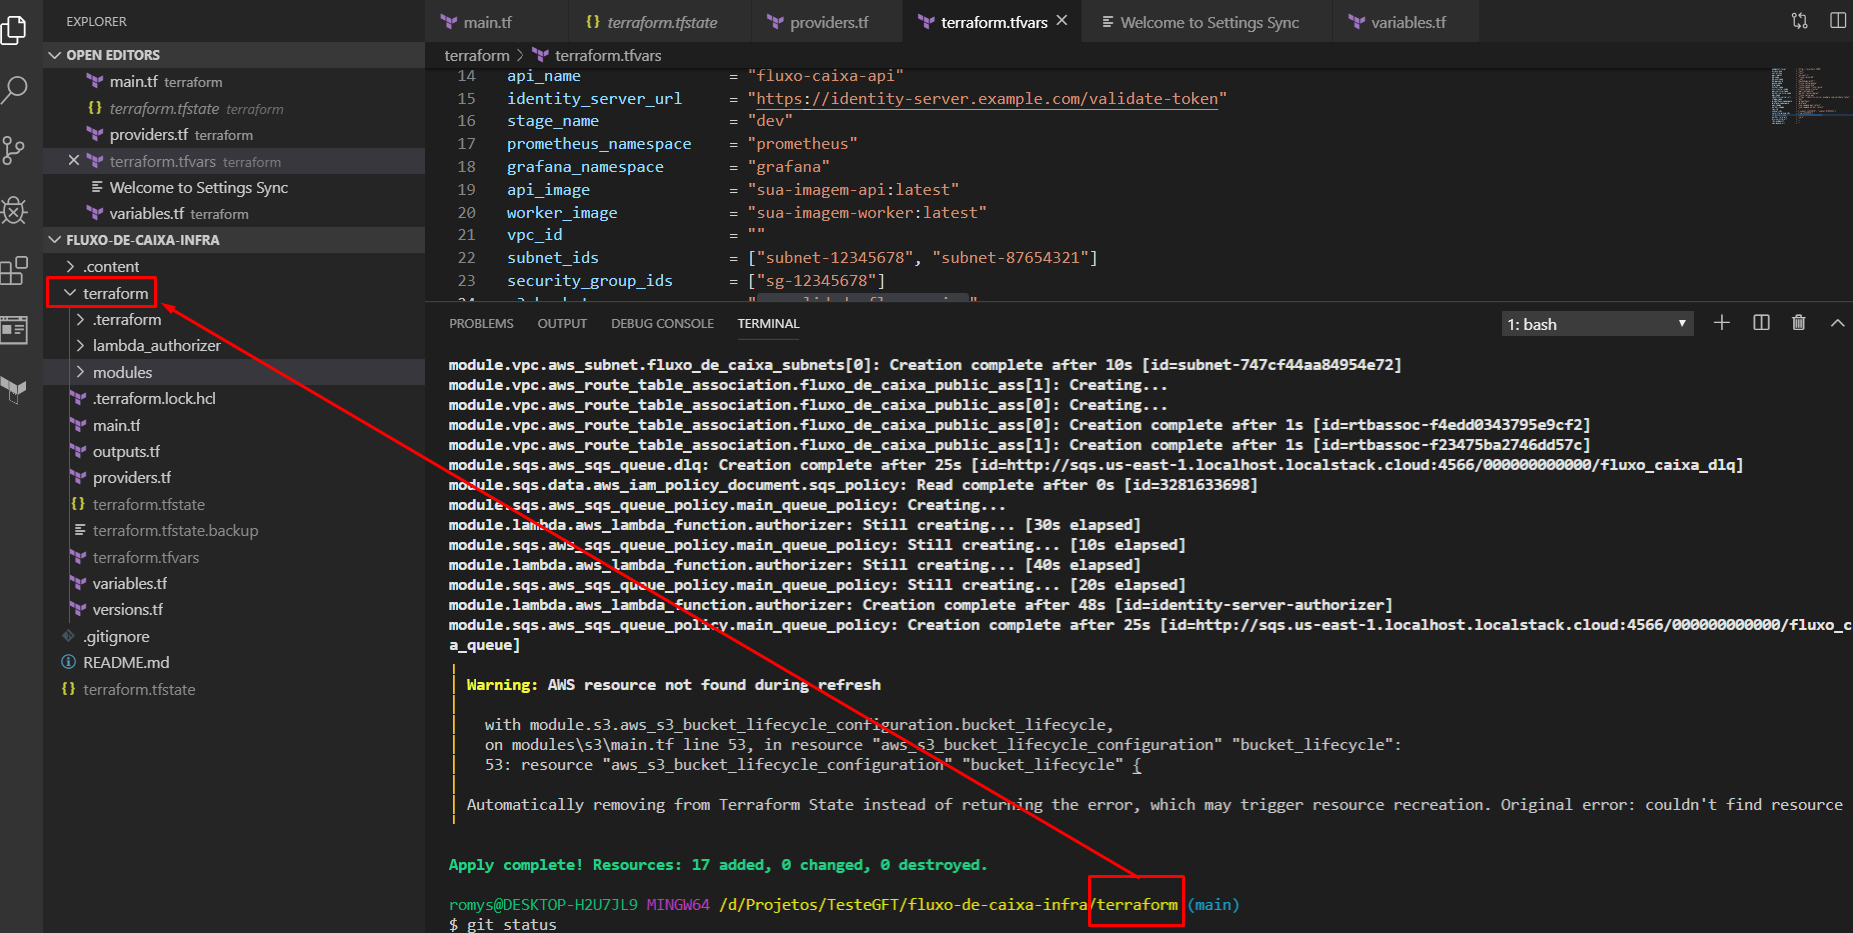 EXPLORER
OPEN EDITORS
main.tf terraform
{} terraform.tfstate terraform
providers.tf terraform
terraform.tfvars terraform
Welcome to Settings Sync
variables.tf terraform
FLUXO-DE-CAIXA-INFRA
.content
terraform
.terraform
lambda_authorizer
modules
.terraform.lock.hcl
main.tf
outputs.tf
providers.tf
{} terraform.tfstate
terraform.tfstate.backup
terraform.tfvars
variables.tf
versions.tf
.gitignore
README.md
{} terraform.tfstate
main.tf
{} terraform.tfstate
providers.tf
terraform.tfvars
Welcome to Settings Sync
variables.tf
terraform > terraform.tfvars
14 api_name = "fluxo-caixa-api"
15 identity_server_url = "https://identity-server.example.com/validate-token"
16 stage_name = "dev"
17 prometheus_namespace = "prometheus"
18 grafana_namespace = "grafana"
19 api_image = "sua-imagem-api:latest"
20 worker_image = "sua-imagem-worker:latest"
21 vpc_id = ""
22 subnet_ids = ["subnet-12345678", "subnet-87654321"]
23 security_group_ids = ["sg-12345678"]
PROBLEMS OUTPUT DEBUG CONSOLE TERMINAL
1: bash
module.vpc.aws_subnet.fluxo_de_caixa_subnets[0]: Creation complete after 10s [id=subnet-747cf44aa84954e72]
module.vpc.aws_route_table_association.fluxo_de_caixa_public_ass[1]: Creating...
module.vpc.aws_route_table_association.fluxo_de_caixa_public_ass[0]: Creating...
module.vpc.aws_route_table_association.fluxo_de_caixa_public_ass[0]: Creation complete after 1s [id=rtbassoc-f4edd0343795e9cf2]
module.vpc.aws_route_table_association.fluxo_de_caixa_public_ass[1]: Creation complete after 1s [id=rtbassoc-f23475ba2746dd57c]
module.sqs.aws_sqs_queue.dlq: Creation complete after 25s [id=http://sqs.us-east-1.localhost.localstack.cloud:4566/000000000000/fluxo_caixa_dlq]
module.sqs.data.aws_iam_policy_document.sqs_policy: Read complete after 0s [id=3281633698]
module.sqs.aws_sqs_queue_policy.main_queue_policy: Creating...
module.lambda.aws_lambda_function.authorizer: Still creating... [30s elapsed]
module.sqs.aws_sqs_queue_policy.main_queue_policy: Still creating... [10s elapsed]
module.lambda.aws_lambda_function.authorizer: Still creating... [40s elapsed]
module.sqs.aws_sqs_queue_policy.main_queue_policy: Still creating... [20s elapsed]
module.lambda.aws_lambda_function.authorizer: Creation complete after 48s [id=identity-server-authorizer]
module.sqs.aws_sqs_queue_policy.main_queue_policy: Creation complete after 25s [id=http://sqs.us-east-1.localhost.localstack.cloud:4566/000000000000/fluxo_c
a_queue]
Warning: AWS resource not found during refresh
with module.s3.aws_s3_bucket_lifecycle_configuration.bucket_lifecycle,
on modules\s3\main.tf line 53, in resource "aws_s3_bucket_lifecycle_configuration" "bucket_lifecycle":
53: resource "aws_s3_bucket_lifecycle_configuration" "bucket_lifecycle" {
Automatically removing from Terraform State instead of returning the error, which may trigger resource recreation. Original error: couldn't find resource
Apply complete! Resources: 17 added, 0 changed, 0 destroyed.
romys@DESKTOP-H2U7JL9 MINGW64 /d/Projetos/TesteGFT/fluxo-de-caixa-infra/terraform (main)
$ git status